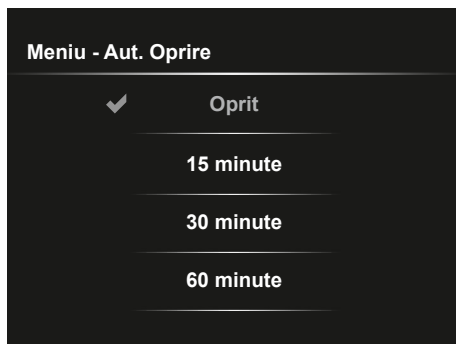 Meniu - Aut. Oprire
Oprit
15 minute
30 minute
60 minute